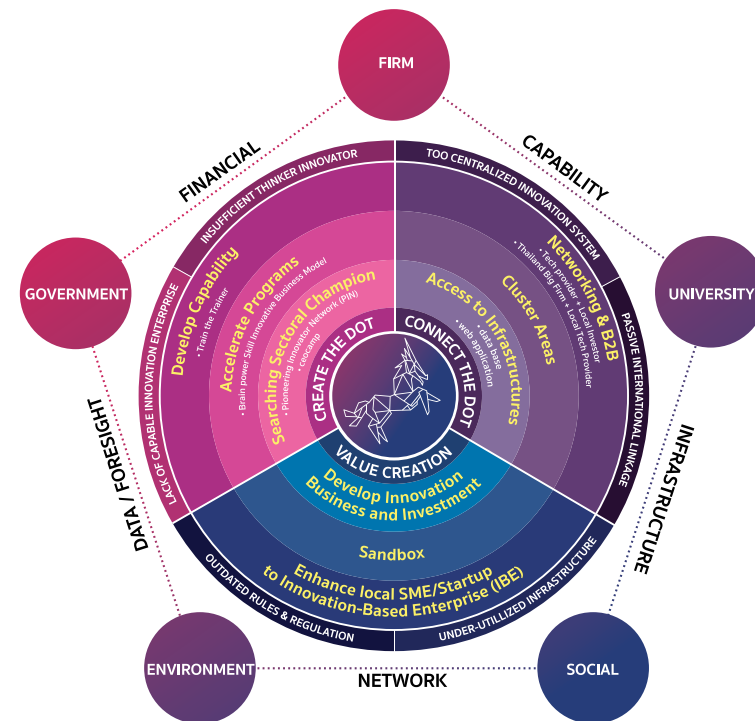 FIRM
FINANCIAL
CAPABILITY
INSUFFICIENT THINKER INNOVATOR
TOO CENTRALIZED INNOVATION SYSTEM
GOVERNMENT
UNIVERSITY
LACK OF CAPABLE INNOVATION ENTERPRISE
PASSIVE INTERNATIONAL LINKAGE
Develop Capability
• Train the Trainer
Accelerate Programs
• Brain power Skill Innovative Business Model
Searching Sectoral Champion
• Pioneering Innovator Network (PIN)
• ceocamp
CREATE THE DOT
CONNECT THE DOT
Access to Infrastructures
• data base
• web application
Cluster Areas
Networking & B2B
• Tech provider + Local Investor
• Thailand Big Firm + Local Tech Provider
VALUE CREATION
Develop Innovation
Business and Investment
Sandbox
Enhance local SME/Startup
to Innovation-Based Enterprise (IBE)
OUTDATED RULES & REGULATION
UNDER-UTILLIZED INFRASTRUCTURE
DATA / FORESIGHT
INFRASTRUCTURE
ENVIRONMENT
SOCIAL
NETWORK